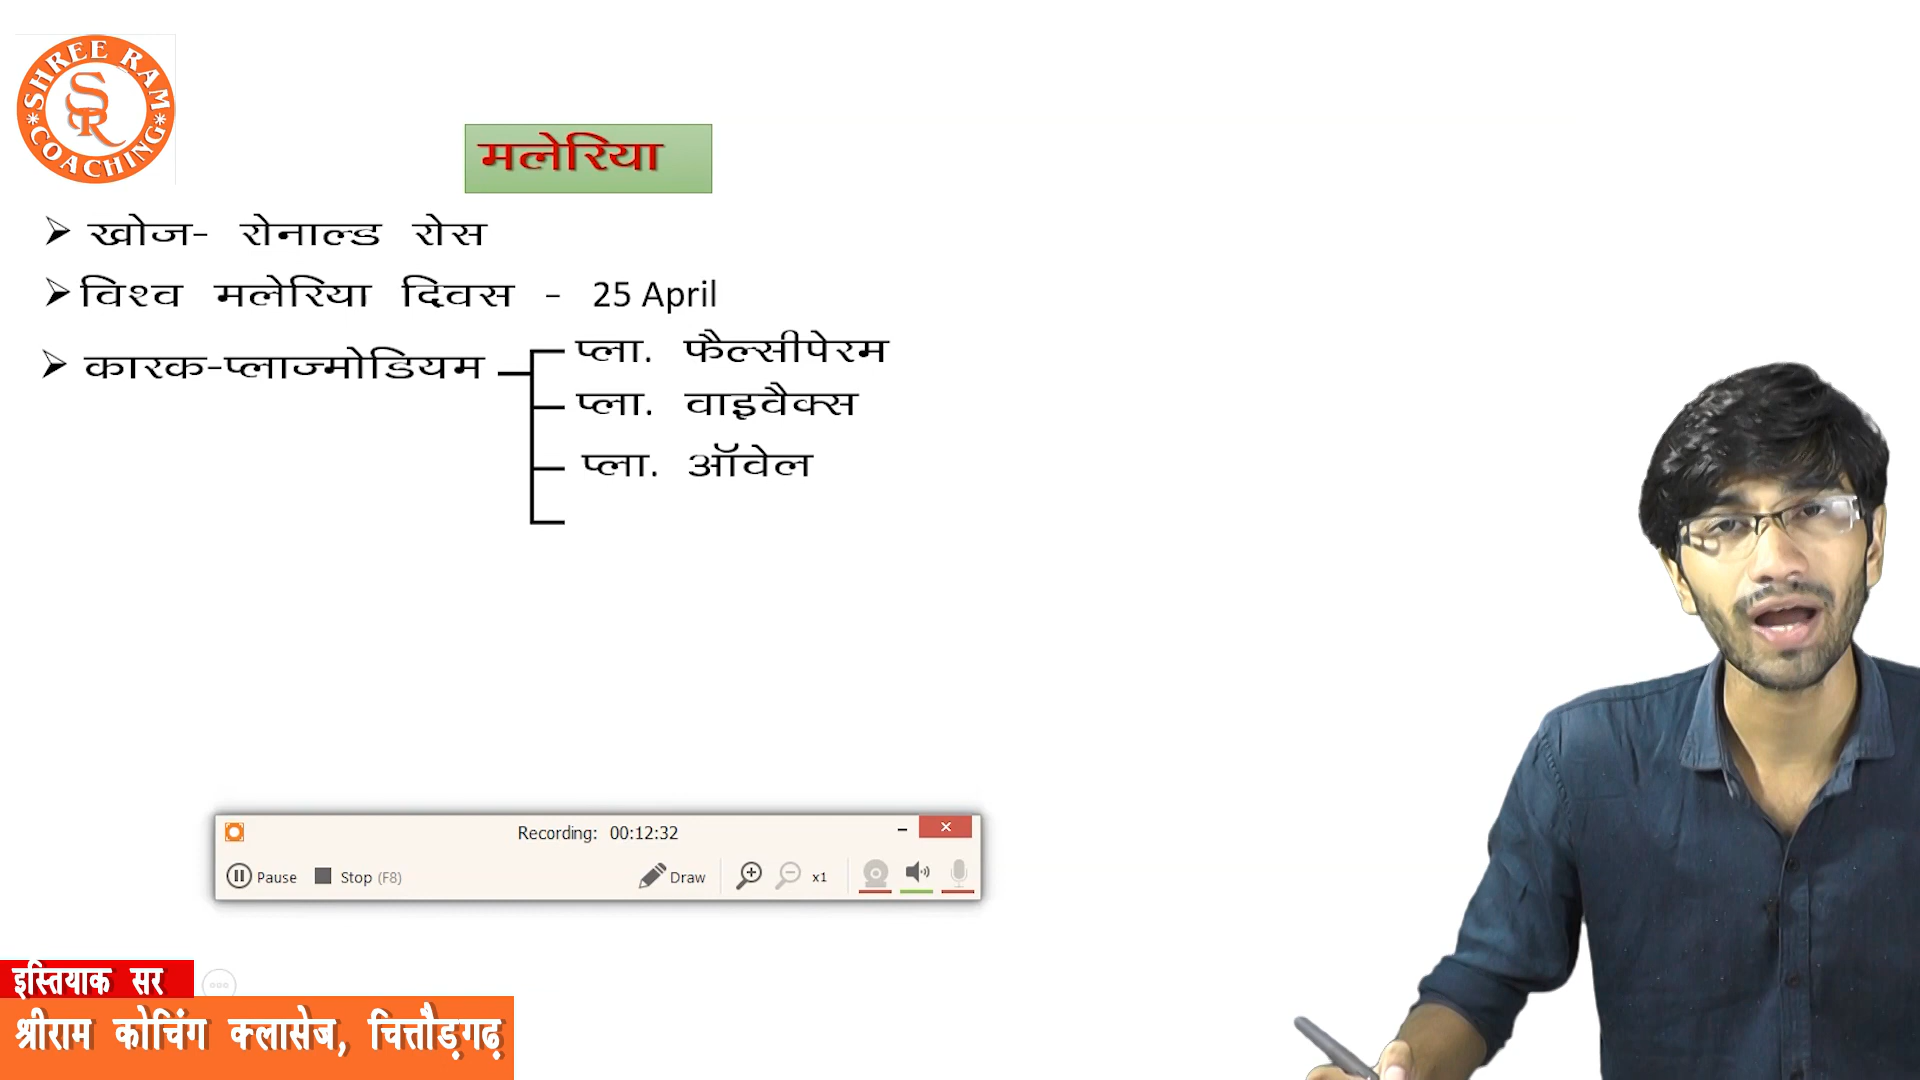 SHREE RAM
SR
COACHING
मलेरिया
खोज- रोनाल्ड रोस
विश्व मलेरिया दिवस - 25 April
कारक-प्लाज्मोडियम
प्ला. फैल्सीपेरम
प्ला. वाइवैक्स
प्ला. ऑवेल
Recording: 00:12:32
Pause Stop (F8) Draw x1
इस्तियाक सर
श्रीराम कोचिंग क्लासेज, चित्तौड़गढ़